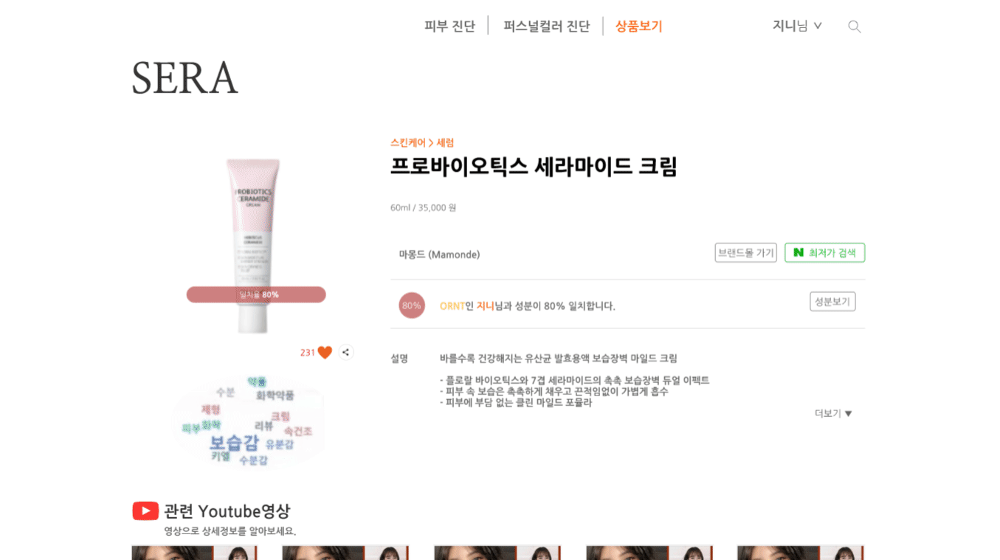 피부 진단 퍼스널컬러 진단 상품보기 지니님 ∨
SERA
스킨케어 > 세럼
프로바이오틱스 세라마이드 크림
60ml / 35,000 원
마몽드 (Mamonde) 브랜드몰 가기 N 최저가 검색
80% ORNT인 지니님과 성분이 80% 일치합니다. 성분보기
설명 바를수록 건강해지는 유산균 발효용액 보습장벽 마일드 크림
- 플로랄 바이오틱스와 7겹 세라마이드의 촉촉 보습장벽 듀얼 이펙트
- 피부 속 보습은 촉촉하게 채우고 끈적임없이 가볍게 흡수
- 피부에 부담 없는 클린 마일드 포뮬라
더보기 ▼
PROBIOTICS
CERAMIDE
CREAM
일치율 80%
231
약품
수분 화학약품
제형 크림
피부 화학 리뷰 속건조
보습감 유분감
키엘 수분감
관련 Youtube영상
영상으로 상세정보를 알아보세요.